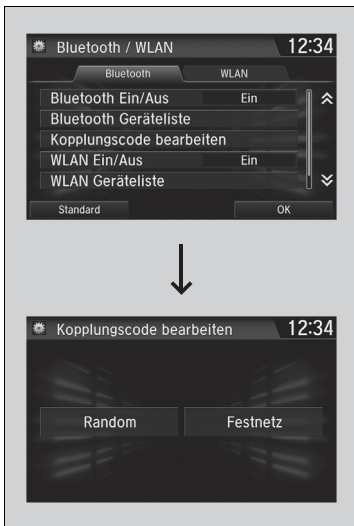 Bluetooth / WLAN 12:34
Bluetooth WLAN
Bluetooth Ein/Aus Ein
Bluetooth Geräteliste
Kopplungscode bearbeiten
WLAN Ein/Aus Ein
WLAN Geräteliste
Standard OK
Kopplungscode bearbeiten 12:34
Random Festnetz